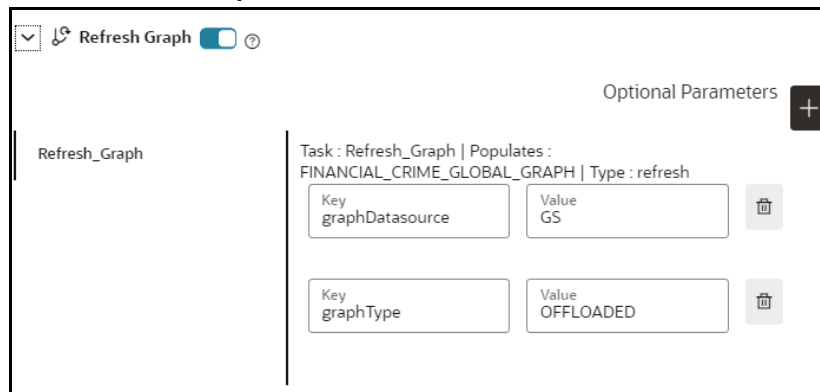 Refresh Graph
Optional Parameters
Refresh_Graph
Task : Refresh_Graph | Populates :
FINANCIAL_CRIME_GLOBAL_GRAPH | Type : refresh
Key
graphDatasource
Value
GS
Key
graphType
Value
OFFLOADED